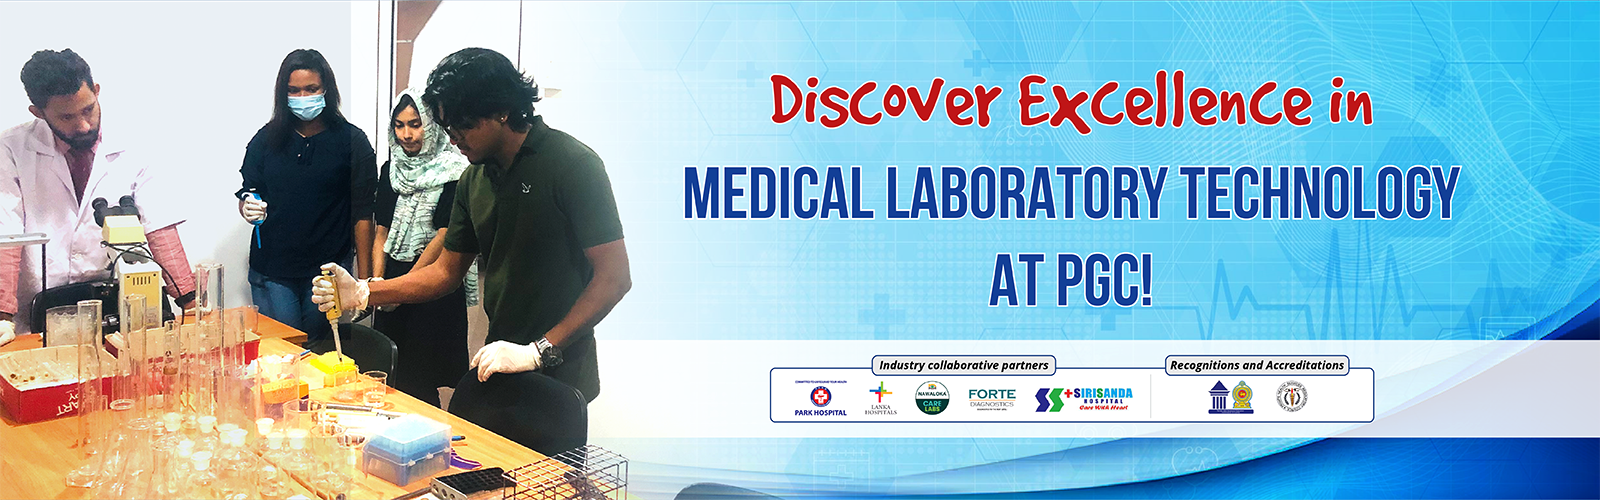 Discover Excellence in
MEDICAL LABORATORY TECHNOLOGY
AT PGC!
Industry collaborative partners
Recognitions and Accreditations
PARK HOSPITAL
LANKA
HOSPITALS
NAWALOKA
CARE
LABS
FORTE
DIAGNOSTICS
SIRISANDA
HOSPITAL
Care With Heart
ART